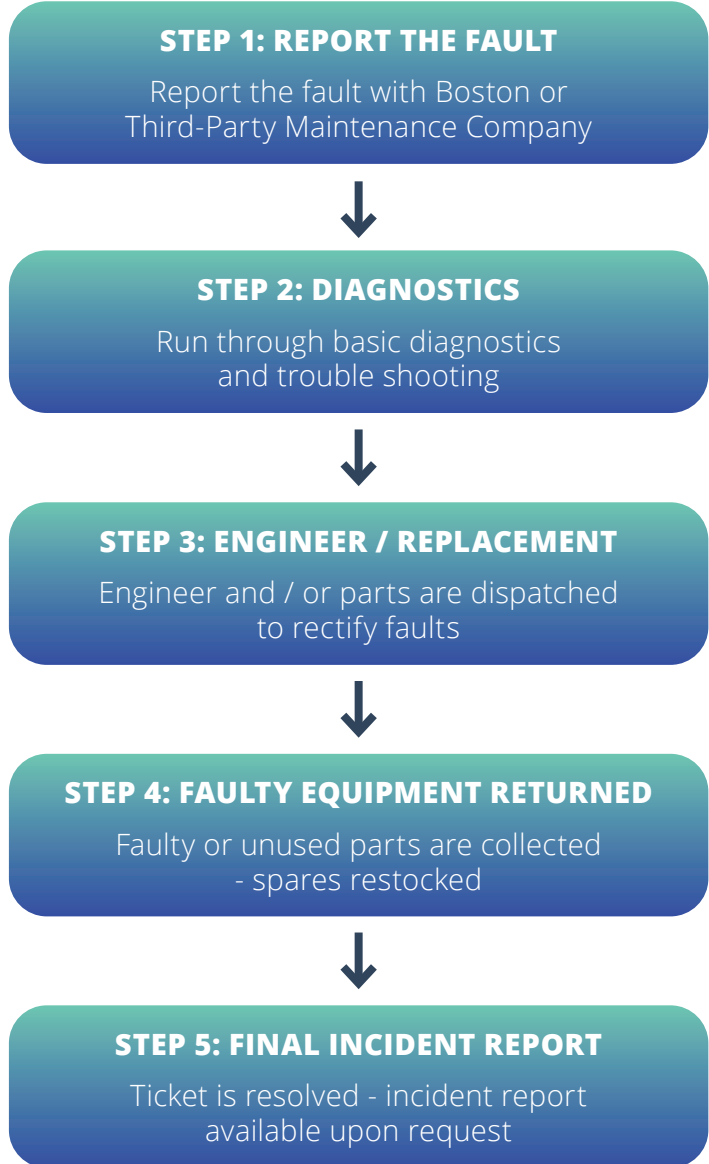 STEP 1: REPORT THE FAULT
Report the fault with Boston or
Third-Party Maintenance Company
STEP 2: DIAGNOSTICS
Run through basic diagnostics
and trouble shooting
STEP 3: ENGINEER / REPLACEMENT
Engineer and / or parts are dispatched
to rectify faults
STEP 4: FAULTY EQUIPMENT RETURNED
Faulty or unused parts are collected
- spares restocked
STEP 5: FINAL INCIDENT REPORT
Ticket is resolved - incident report
available upon request